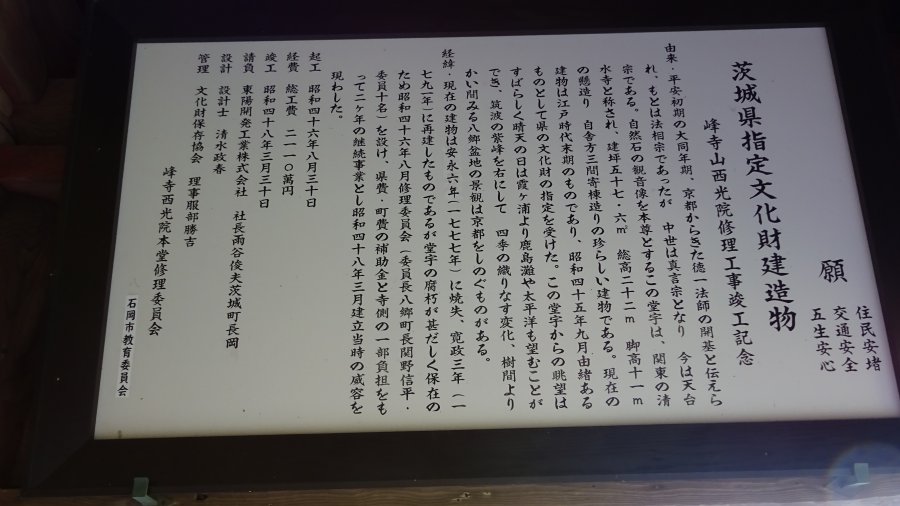 願
住民安堵
交通安全
五生安心
茨城県指定文化財建造物
峰寺山西光院修理工事竣工記念
由来・平安初期の大同年期、京都からきた徳一法師の開基と伝えら
れ、もとは法相宗であったが　中世は真言宗となり　今は天台
宗である。自然石の観音像を本尊とするこの堂宇は、関東の清
水寺と称され、建坪五十七・六㎡　総高二十二m　脚高十一m
の懸造り　自舎方三間寄棟造りの珍らしい建物である。現在の
建物は江戸時代末期のものであり、昭和四十五年九月由緒ある
ものとして県の文化財の指定を受けた。この堂宇からの眺望は
すばらしく晴天の日は霞ヶ浦より鹿島灘や太平洋も望むことが
でき、筑波の紫峰を右にして　四季の織りなす変化、樹間より
かい間みる八郷盆地の景観は京都をしのぐものがある。
経緯・現在の建物は安永六年（一七七七年）に焼失、寛政三年（一
七九一年）に再建したものであるが堂宇の腐朽が甚だしく保在の
ため昭和四十六年八月修理委員会（委員長八郷町長関野信平・
委員十名）を設け、県費・町費の補助金と寺側の一部負担をも
って二ヶ年の継続事業とし昭和四十八年三月建立当時の威容を
現わした。
起工　昭和四十六年八月三十日
経費　総工費　二一一〇萬円
竣工　昭和四十八年三月三十日
請負　東陽開発工業株式会社　社長雨谷俊夫茨城町長岡
設計　設計士　清水政春
管理　文化財保存協会　理事服部勝吉
峰寺西光院本堂修理委員会
石岡市教育委員会